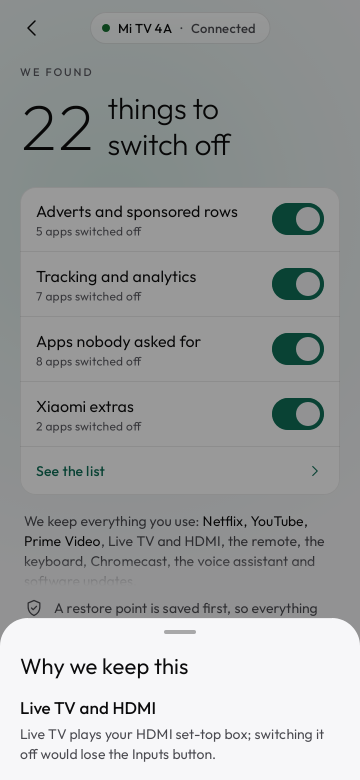 Mi TV 4A · Connected
WE FOUND
22 things to
switch off
Adverts and sponsored rows
5 apps switched off
Tracking and analytics
7 apps switched off
Apps nobody asked for
8 apps switched off
Xiaomi extras
2 apps switched off
See the list
We keep everything you use: Netflix, YouTube,
Prime Video, Live TV and HDMI, the remote, the
keyboard, Chromecast, the voice assistant and
software updates.
A restore point is saved first, so everything
Why we keep this
Live TV and HDMI
Live TV plays your HDMI set-top box; switching it
off would lose the Inputs button.